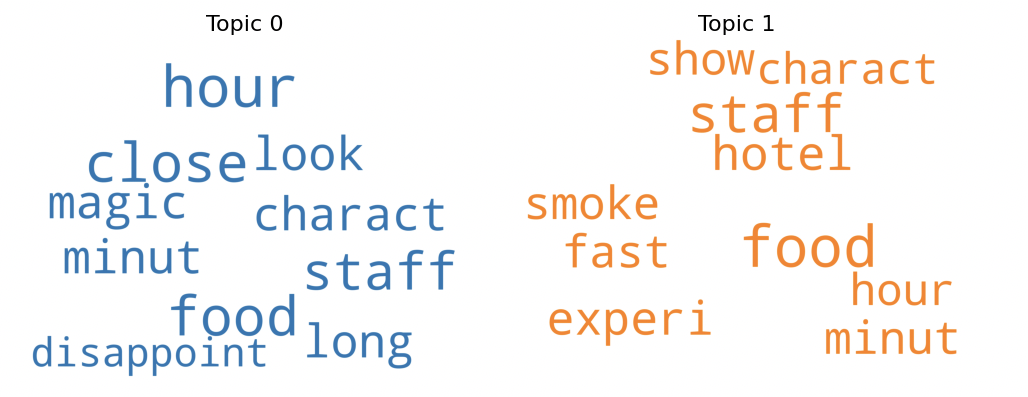 Topic 0
hour
close look
magic
charact
minut
staff
food
long
disappoint
Topic 1
show charact
staff
hotel
smoke
fast
food
hour
experi
minut